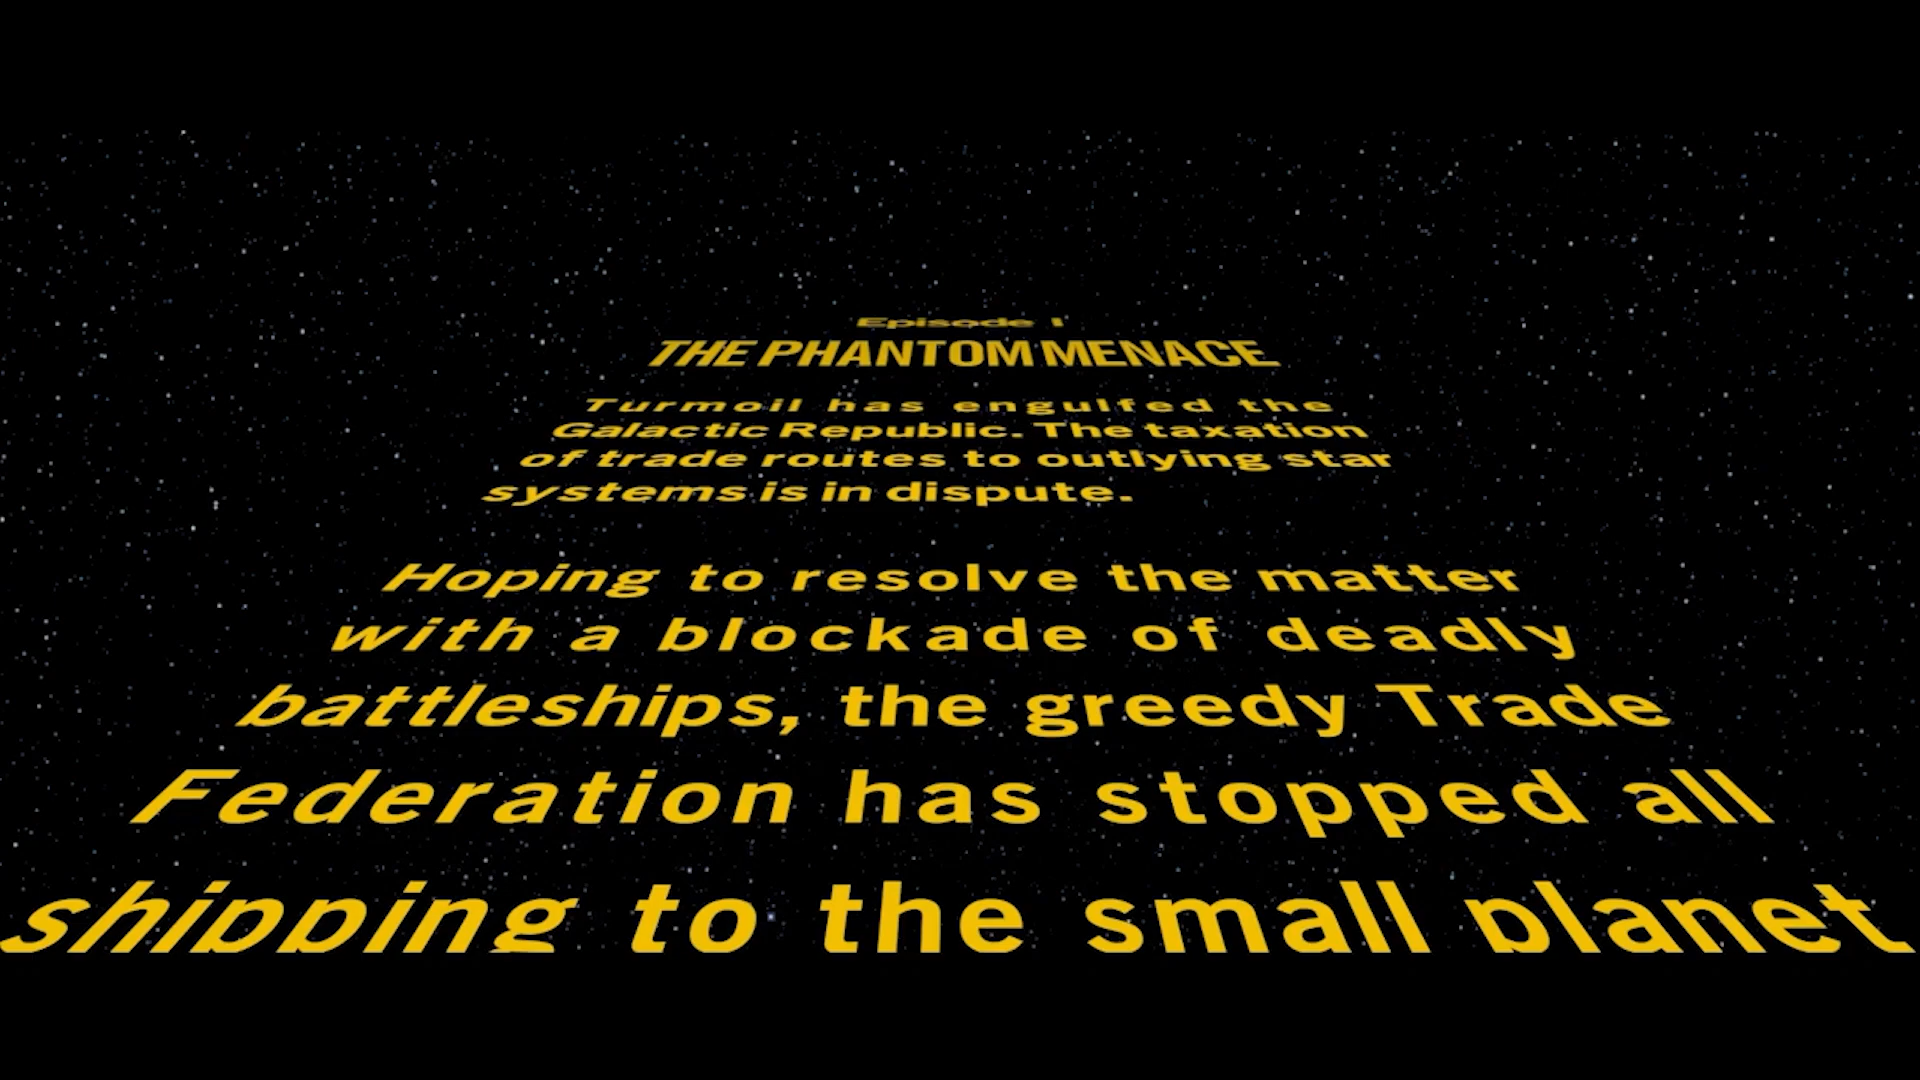 Episode I
THE PHANTOM MENACE
Turmoil has engulfed the
Galactic Republic. The taxation
of trade routes to outlying star
systems is in dispute.
Hoping to resolve the matter
with a blockade of deadly
battleships, the greedy Trade
Federation has stopped all
shipping to the small planet